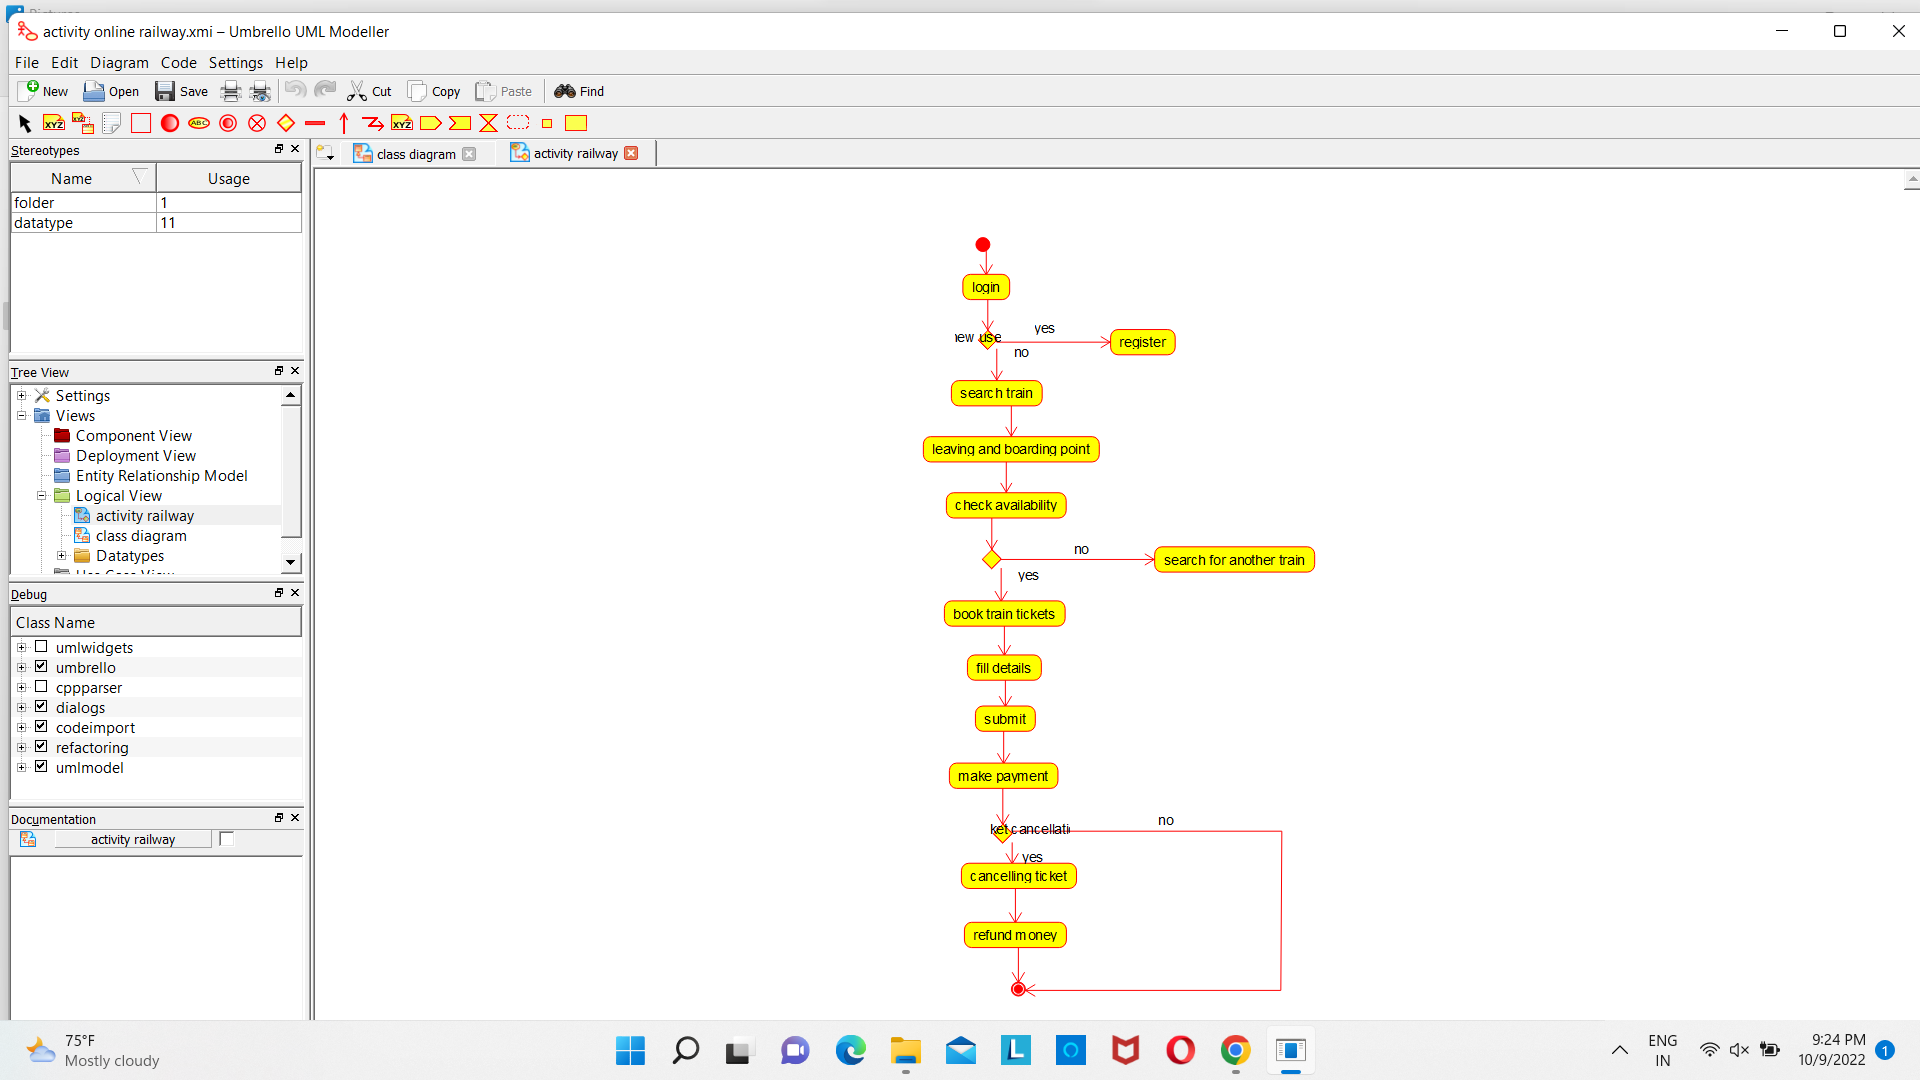 activity online railway.xmi – Umbrello UML Modeller
File Edit Diagram Code Settings Help
New Open Save Cut Copy Paste Find
XYZ XYZ ABC XYZ
Stereotypes
class diagram
activity railway
Name Usage
folder 1
datatype 11
login
new use
yes
register
no
Tree View
search train
Settings
Views
Component View
Deployment View
leaving and boarding point
Entity Relationship Model
Logical View
check availability
activity railway
class diagram
no
Datatypes
search for another train
yes
Debug
book train tickets
Class Name
umlwidgets
umbrello
fill details
cppparser
dialogs
submit
codeimport
refactoring
umlmodel
make payment
Documentation
no
ket cancellati
activity railway
yes
cancelling ticket
refund money
75°F
Mostly cloudy
ENG
IN
9:24 PM
10/9/2022
1